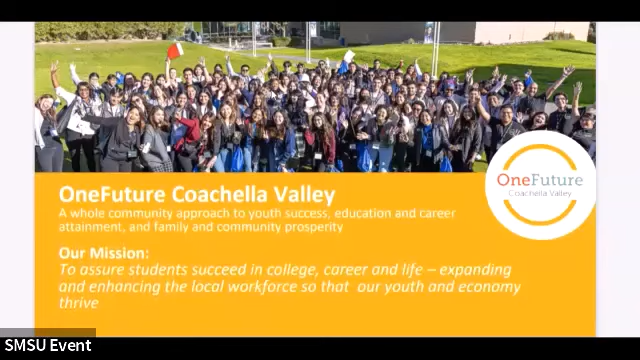 OneFuture
Coachella Valley
OneFuture Coachella Valley
A whole community approach to youth success, education and career
attainment, and family and community prosperity
Our Mission:
To assure students succeed in college, career and life – expanding
and enhancing the local workforce so that our youth and economy
thrive
SMSU Event